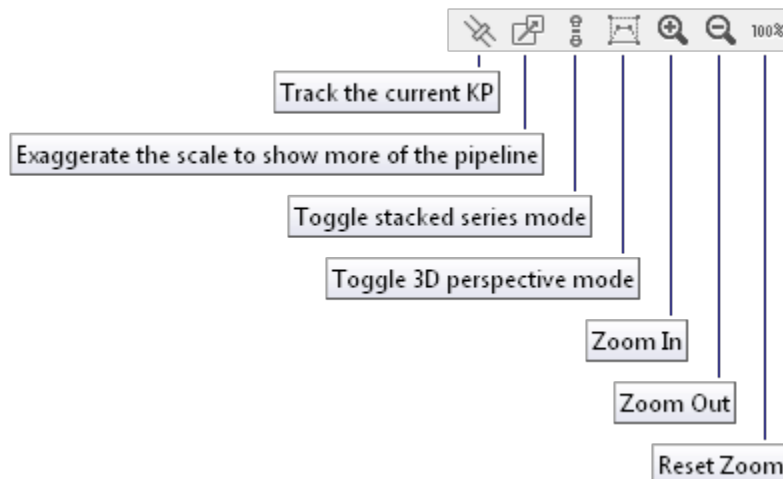 100%
Track the current KP
Exaggerate the scale to show more of the pipeline
Toggle stacked series mode
Toggle 3D perspective mode
Zoom In
Zoom Out
Reset Zoom